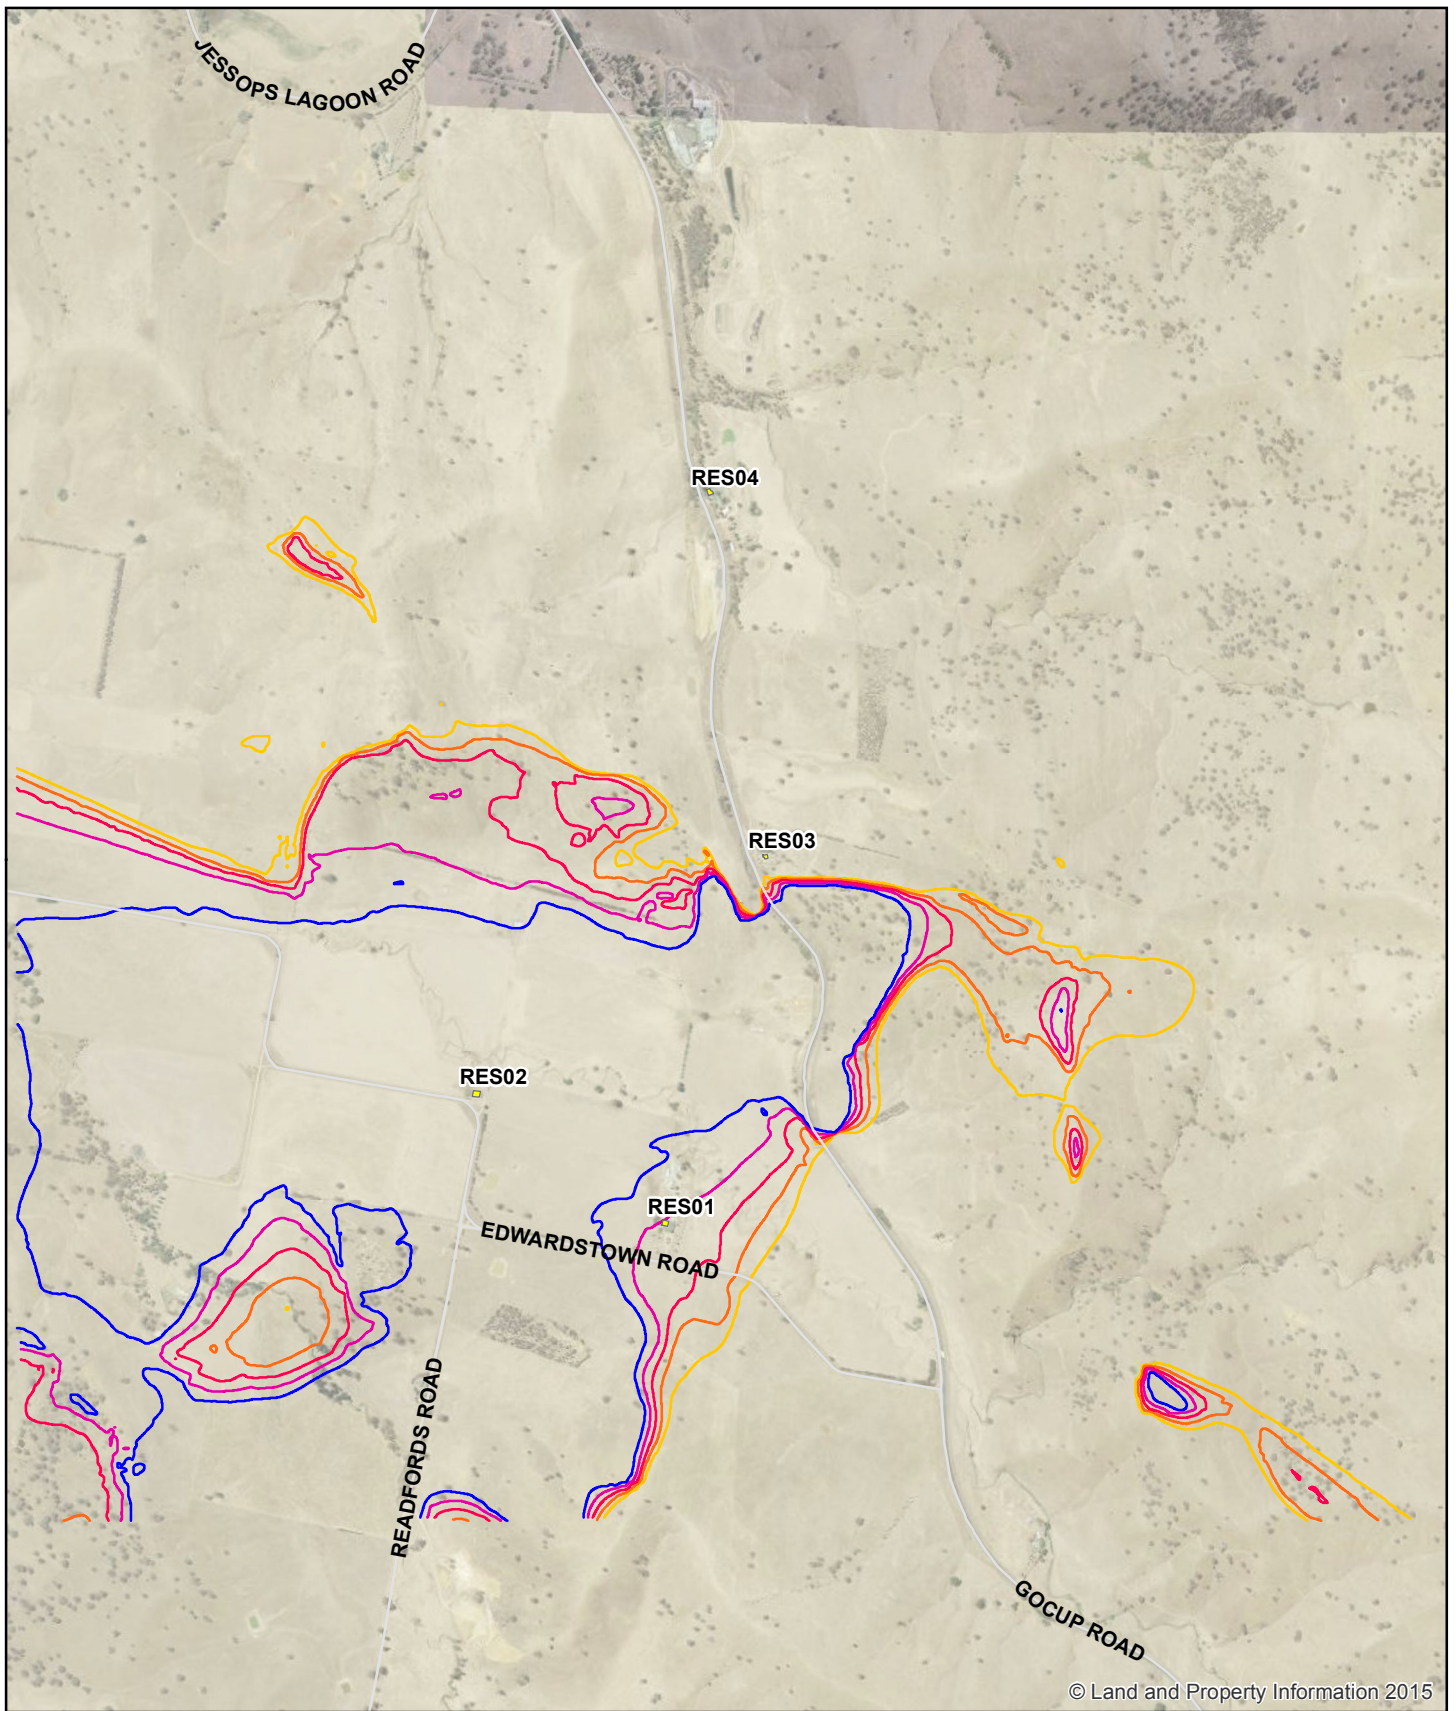 JESSOPS LAGOON ROAD
RES04
RES03
RES02
RES01
EDWARDSTOWN ROAD
READFORDS ROAD
GOCUP ROAD
© Land and Property Information 2015